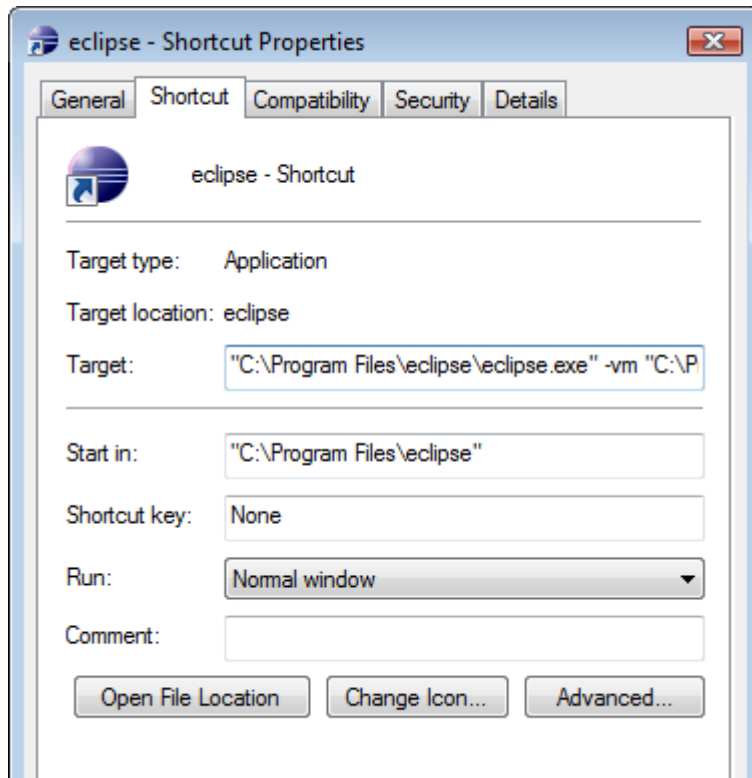 eclipse - Shortcut Properties
General Shortcut Compatibility Security Details
eclipse - Shortcut
Target type: Application
Target location: eclipse
Target: "C:\Program Files\eclipse\eclipse.exe" -vm "C:\P
Start in: "C:\Program Files\eclipse"
Shortcut key: None
Run: Normal window
Comment:
Open File Location Change Icon... Advanced...